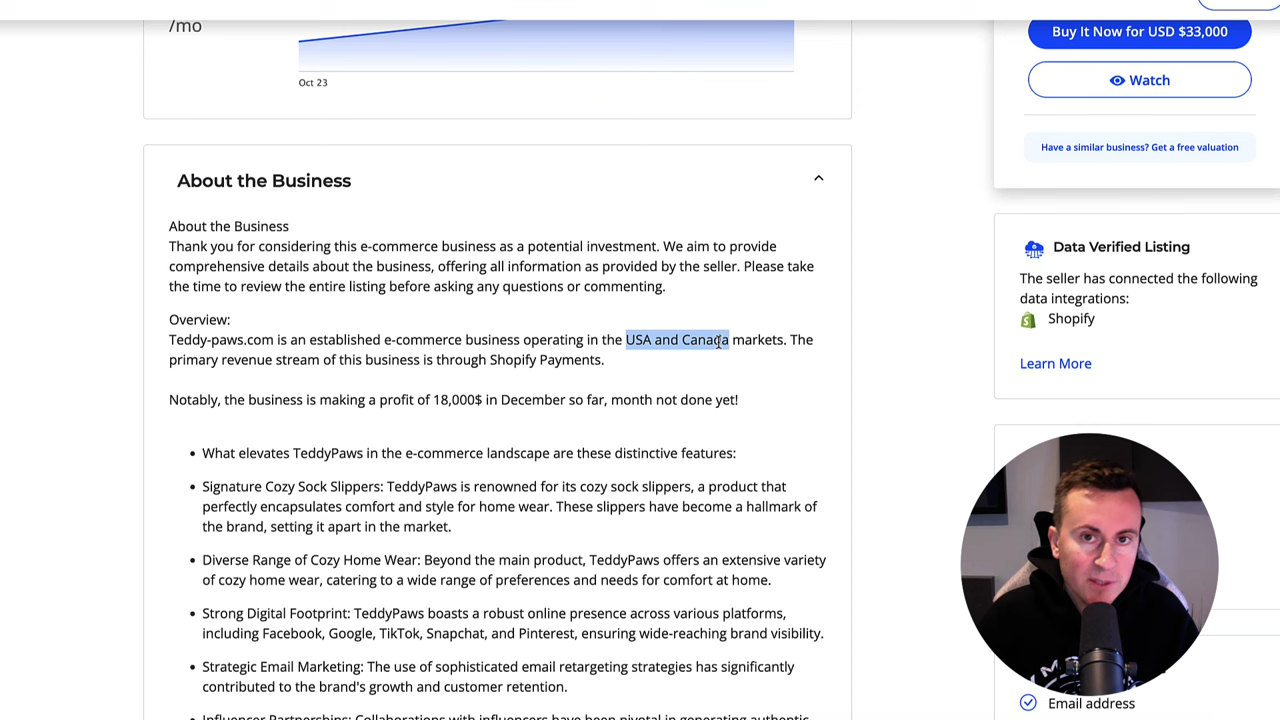 /mo
Oct 23
Buy It Now for USD $33,000
Watch
Have a similar business? Get a free valuation
About the Business
About the Business
Thank you for considering this e-commerce business as a potential investment. We aim to provide
comprehensive details about the business, offering all information as provided by the seller. Please take
the time to review the entire listing before asking any questions or commenting.
Overview:
Teddy-paws.com is an established e-commerce business operating in the USA and Canada markets. The
primary revenue stream of this business is through Shopify Payments.
Notably, the business is making a profit of 18,000$ in December so far, month not done yet!
• What elevates TeddyPaws in the e-commerce landscape are these distinctive features:
• Signature Cozy Sock Slippers: TeddyPaws is renowned for its cozy sock slippers, a product that
perfectly encapsulates comfort and style for home wear. These slippers have become a hallmark of
the brand, setting it apart in the market.
• Diverse Range of Cozy Home Wear: Beyond the main product, TeddyPaws offers an extensive variety
of cozy home wear, catering to a wide range of preferences and needs for comfort at home.
• Strong Digital Footprint: TeddyPaws boasts a robust online presence across various platforms,
including Facebook, Google, TikTok, Snapchat, and Pinterest, ensuring wide-reaching brand visibility.
• Strategic Email Marketing: The use of sophisticated email retargeting strategies has significantly
contributed to the brand's growth and customer retention.
• Influencer Partnerships: Collaborations with influencers have been pivotal in generating authentic
Data Verified Listing
The seller has connected the following
data integrations:
Shopify
Learn More
Email address